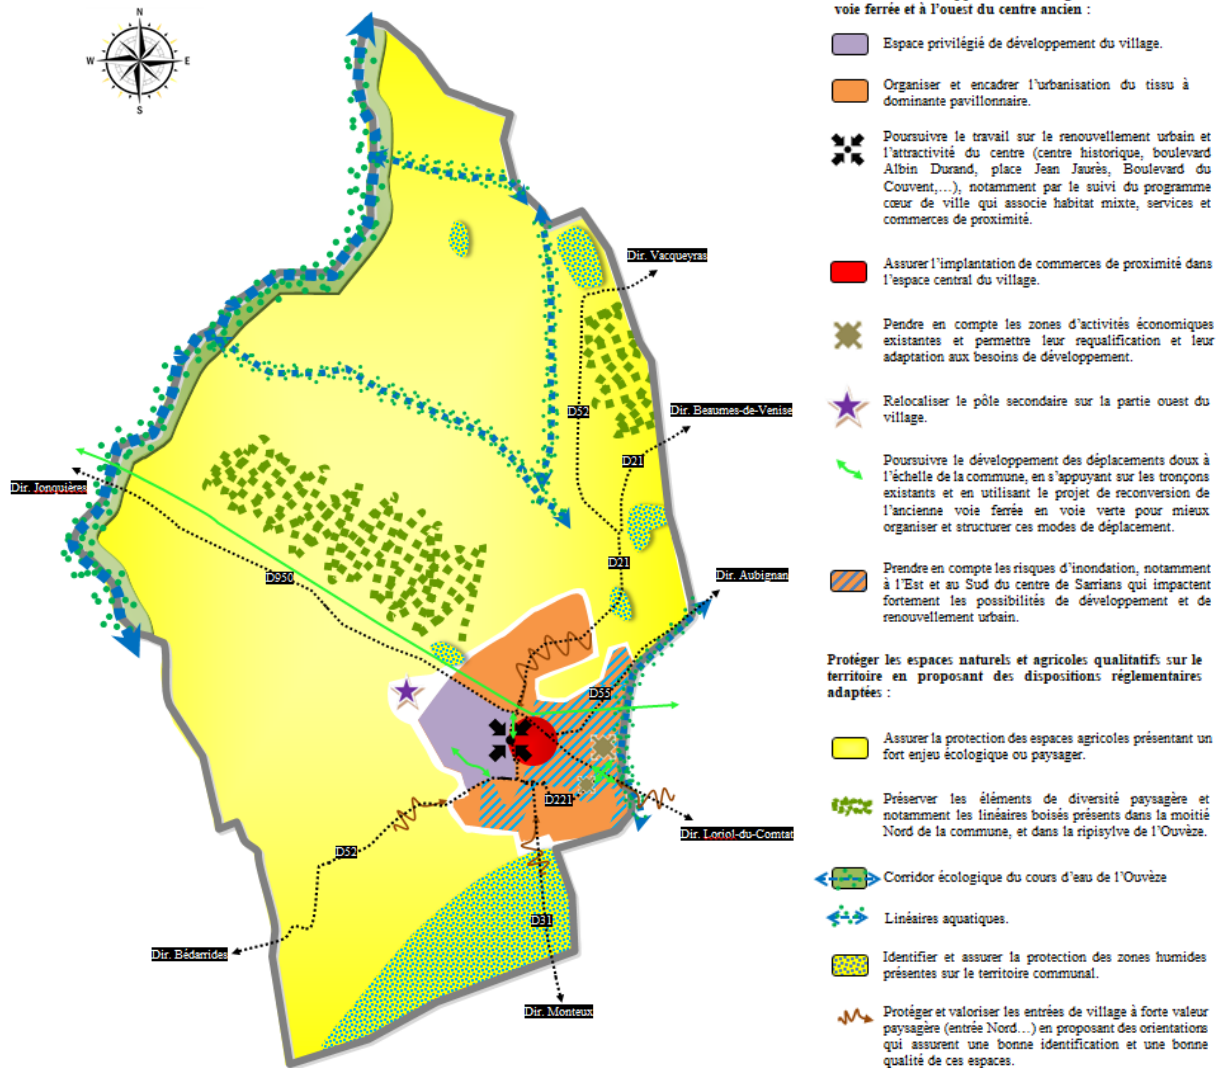 voie ferrée et à l'ouest du centre ancien :
Espace privilégié de développement du village.
Organiser et encadrer l'urbanisation du tissu à
dominante pavillonnaire.
Poursuivre le travail sur le renouvellement urbain et
l'attractivité du centre (centre historique, boulevard
Albin Durand, place Jean Jaurès, Boulevard du
Couvent,…), notamment par le suivi du programme
cœur de ville qui associe habitat mixte, services et
commerces de proximité.
Assurer l'implantation de commerces de proximité dans
l'espace central du village.
Pendre en compte les zones d'activités économiques
existantes et permettre leur requalification et leur
adaptation aux besoins de développement.
Relocaliser le pôle secondaire sur la partie ouest du
village.
Poursuivre le développement des déplacements doux à
l'échelle de la commune, en s'appuyant sur les tronçons
existants et en utilisant le projet de reconversion de
l'ancienne voie ferrée en voie verte pour mieux
organiser et structurer ces modes de déplacement.
Prendre en compte les risques d'inondation, notamment
à l'Est et au Sud du centre de Sarrians qui impactent
fortement les possibilités de développement et de
renouvellement urbain.
Protéger les espaces naturels et agricoles qualitatifs sur le
territoire en proposant des dispositions réglementaires
adaptées :
Assurer la protection des espaces agricoles présentant un
fort enjeu écologique ou paysager.
Préserver les éléments de diversité paysagère et
notamment les linéaires boisés présents dans la moitié
Nord de la commune, et dans la ripisylve de l'Ouvèze.
Corridor écologique du cours d'eau de l'Ouvèze
Linéaires aquatiques.
Identifier et assurer la protection des zones humides
présentes sur le territoire communal.
Protéger et valoriser les entrées de village à forte valeur
paysagère (entrée Nord…) en proposant des orientations
qui assurent une bonne identification et une bonne
qualité de ces espaces.
N
W
E
S
Dir. Vacqueyras
D52
Dir. Beaumes-de-Venise
D21
Dir. Jonquières
D21
D950
Dir. Aubignan
D55
D221
Dir. Loriol-du-Comtat
D52
D31
Dir. Bédarrides
Dir. Monteux